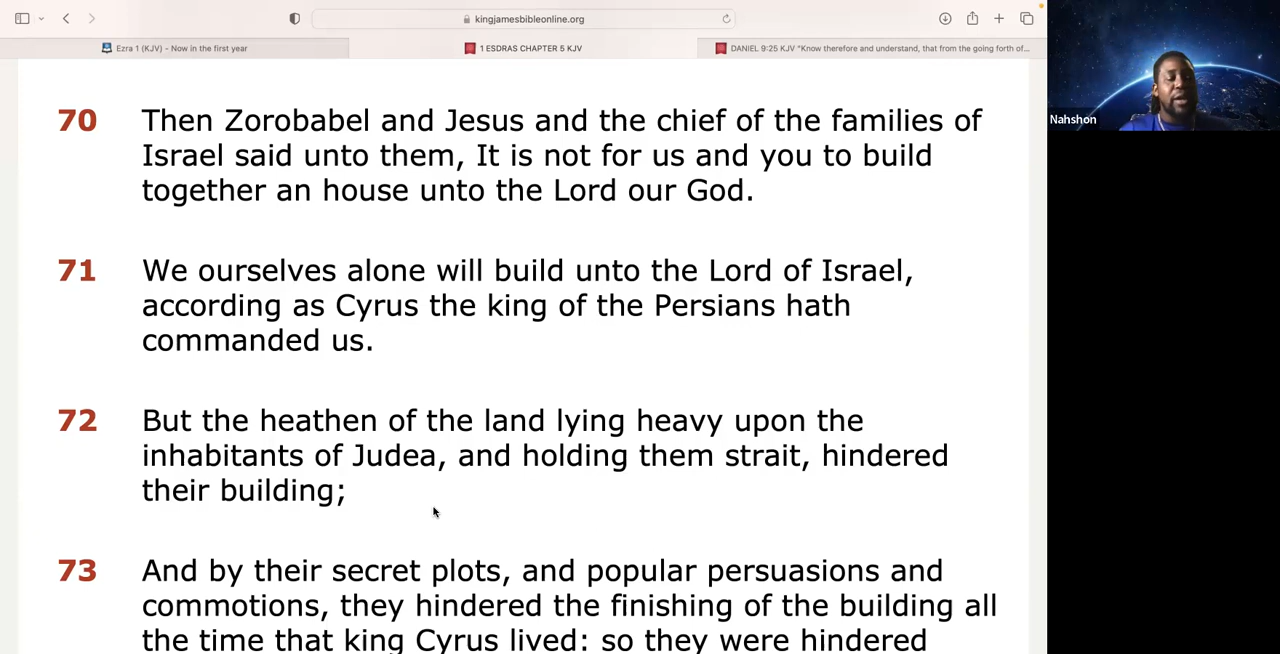 kingjamesbibleonline.org
Ezra 1 (KJV) - Now in the first year
1 ESDRAS CHAPTER 5 KJV
DANIEL 9:25 KJV "Know therefore and understand, that from the going forth of...
Nahshon
70 Then Zorobabel and Jesus and the chief of the families of
Israel said unto them, It is not for us and you to build
together an house unto the Lord our God.
71 We ourselves alone will build unto the Lord of Israel,
according as Cyrus the king of the Persians hath
commanded us.
72 But the heathen of the land lying heavy upon the
inhabitants of Judea, and holding them strait, hindered
their building;
73 And by their secret plots, and popular persuasions and
commotions, they hindered the finishing of the building all
the time that king Cyrus lived: so they were hindered